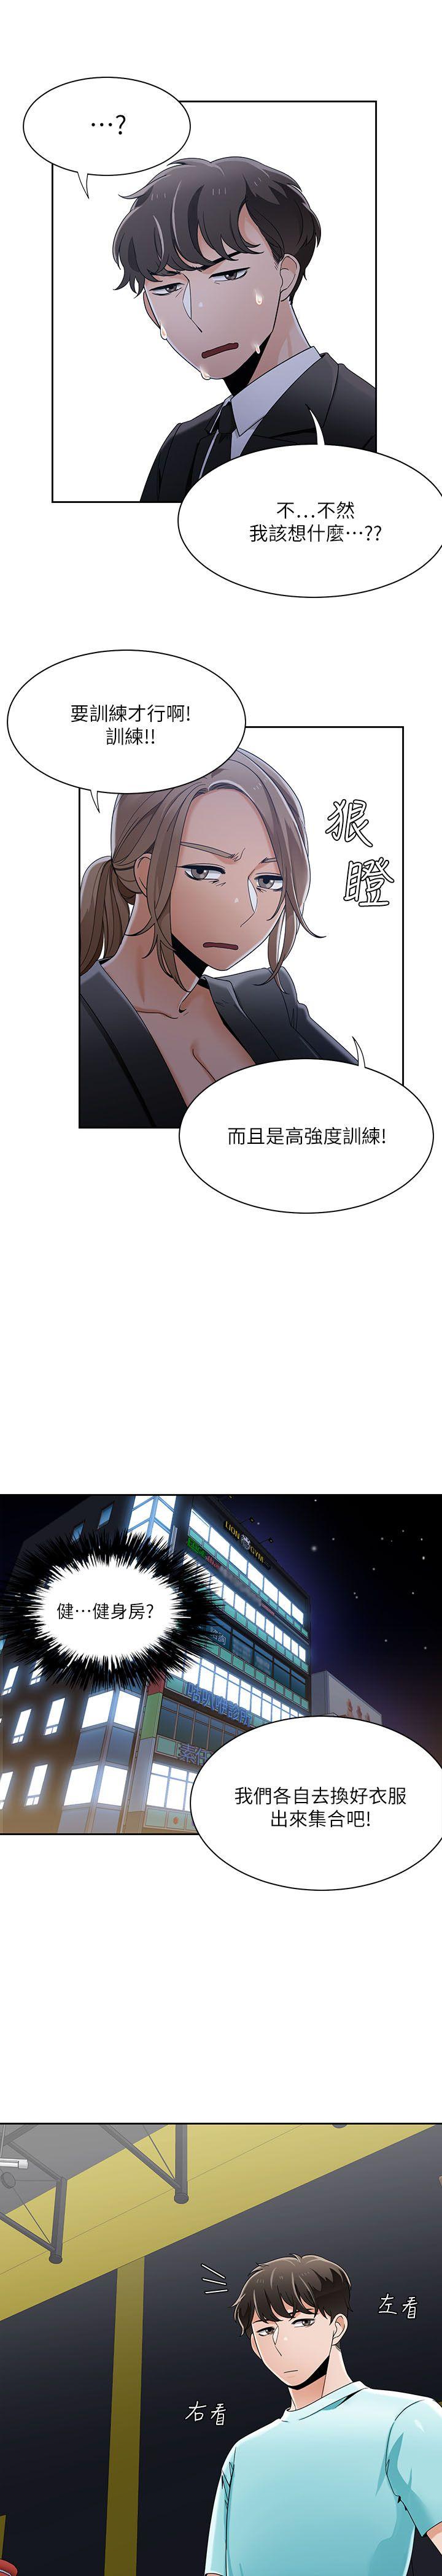 …?
不…不然
我該想什麼…??
要訓練才行啊!
訓練!!
狠
瞪
而且是高強度訓練!
LION GYM
健…健身房?
我們各自去換好衣服
出來集合吧!
左看
右看